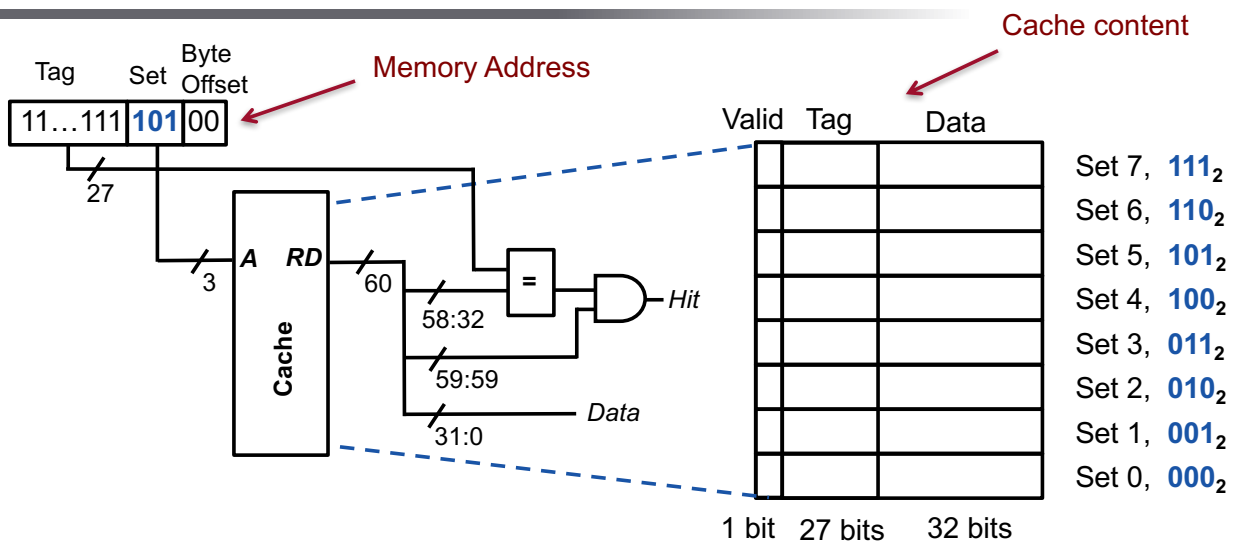 Cache content
Memory Address
Tag Set Byte Offset
11…111 101 00
27
3
A RD
Cache
60
=
58:32
Hit
59:59
31:0
Data
Valid Tag Data
Set 7, 111₂
Set 6, 110₂
Set 5, 101₂
Set 4, 100₂
Set 3, 011₂
Set 2, 010₂
Set 1, 001₂
Set 0, 000₂
1 bit 27 bits 32 bits